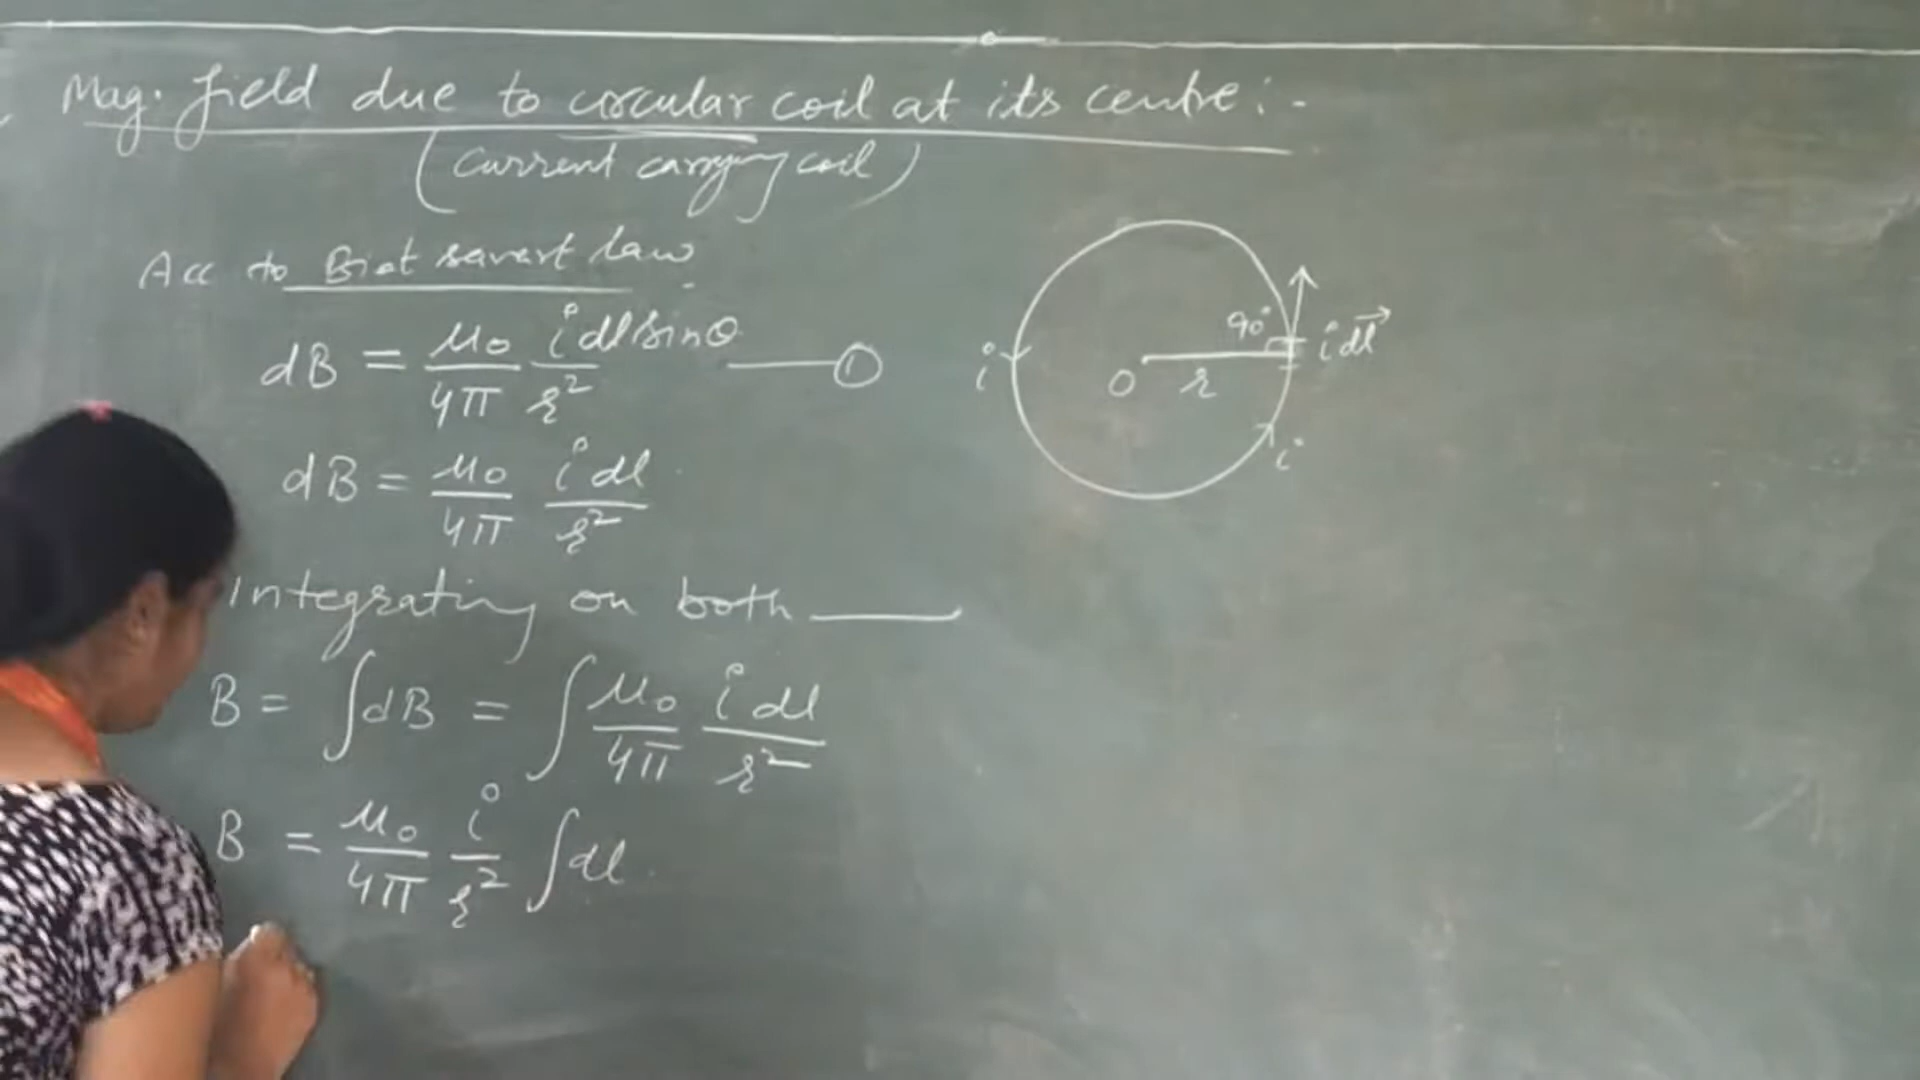 Mag. field due to circular coil at its centre :-
(Current carrying coil)
Acc to Biot savart law
dB = μ₀/4π i dl sinθ/r² —— ①
dB = μ₀/4π i dl/r²
Integrating on both ——
B = ∫dB = ∫ μ₀/4π i dl/r²
B = μ₀/4π i/r² ∫dl
90°
i dl→
i
O
r
i